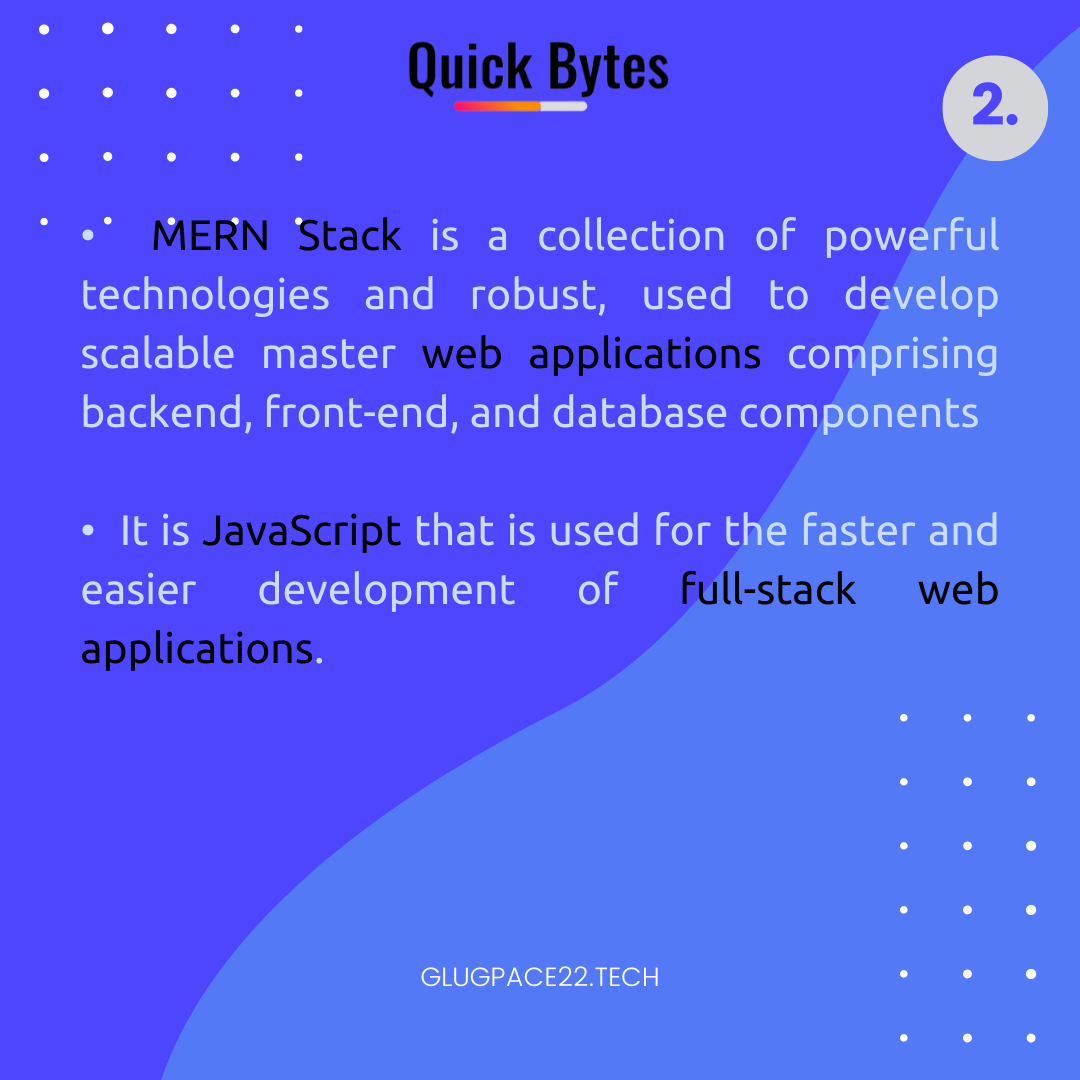 Quick Bytes
2.
• MERN Stack is a collection of powerful
technologies and robust, used to develop
scalable master web applications comprising
backend, front-end, and database components
• It is JavaScript that is used for the faster and
easier development of full-stack web
applications.
GLUGPACE22.TECH